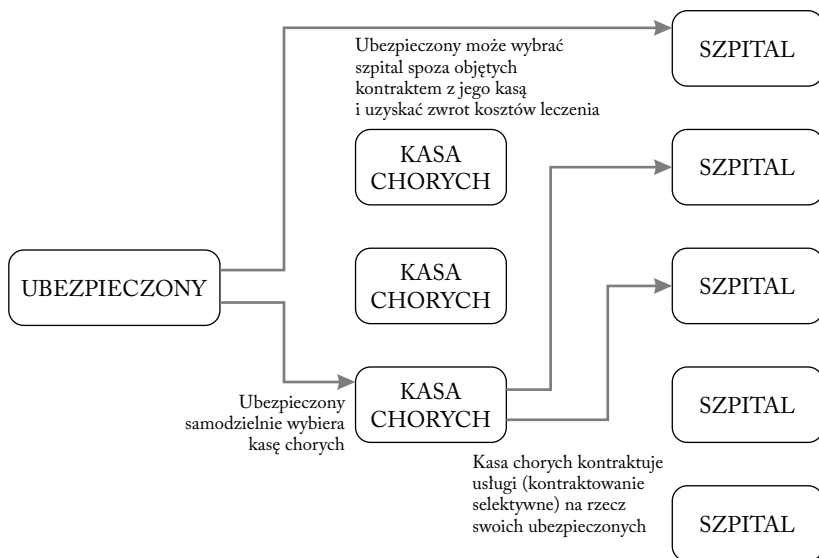 Ubezpieczony może wybrać
szpital spoza objętych
kontraktem z jego kasą
i uzyskać zwrot kosztów leczenia
SZPITAL
KASA
CHORYCH
SZPITAL
UBEZPIECZONY
KASA
CHORYCH
SZPITAL
Ubezpieczony
samodzielnie wybiera
kasę chorych
KASA
CHORYCH
SZPITAL
Kasa chorych kontraktuje
usługi (kontraktowanie
selektywne) na rzecz
swoich ubezpieczonych
SZPITAL